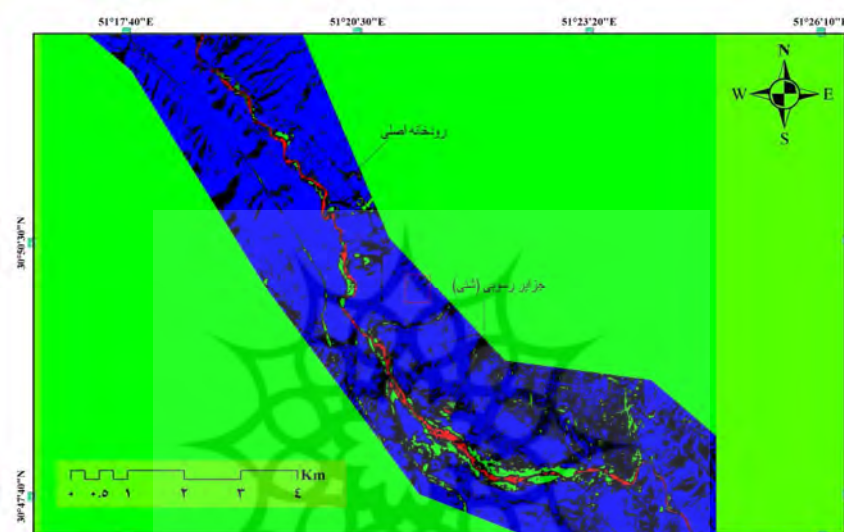 51°17'40"E 51°20'30"E 51°23'20"E 51°26'10"E
N
W E
S
رودخانه اصلی
30°50'30"N
جزایر رسوبی (شنی)
Km
۰ ۰.۵ ۱ ۲ ۳ ۴
30°47'40"N